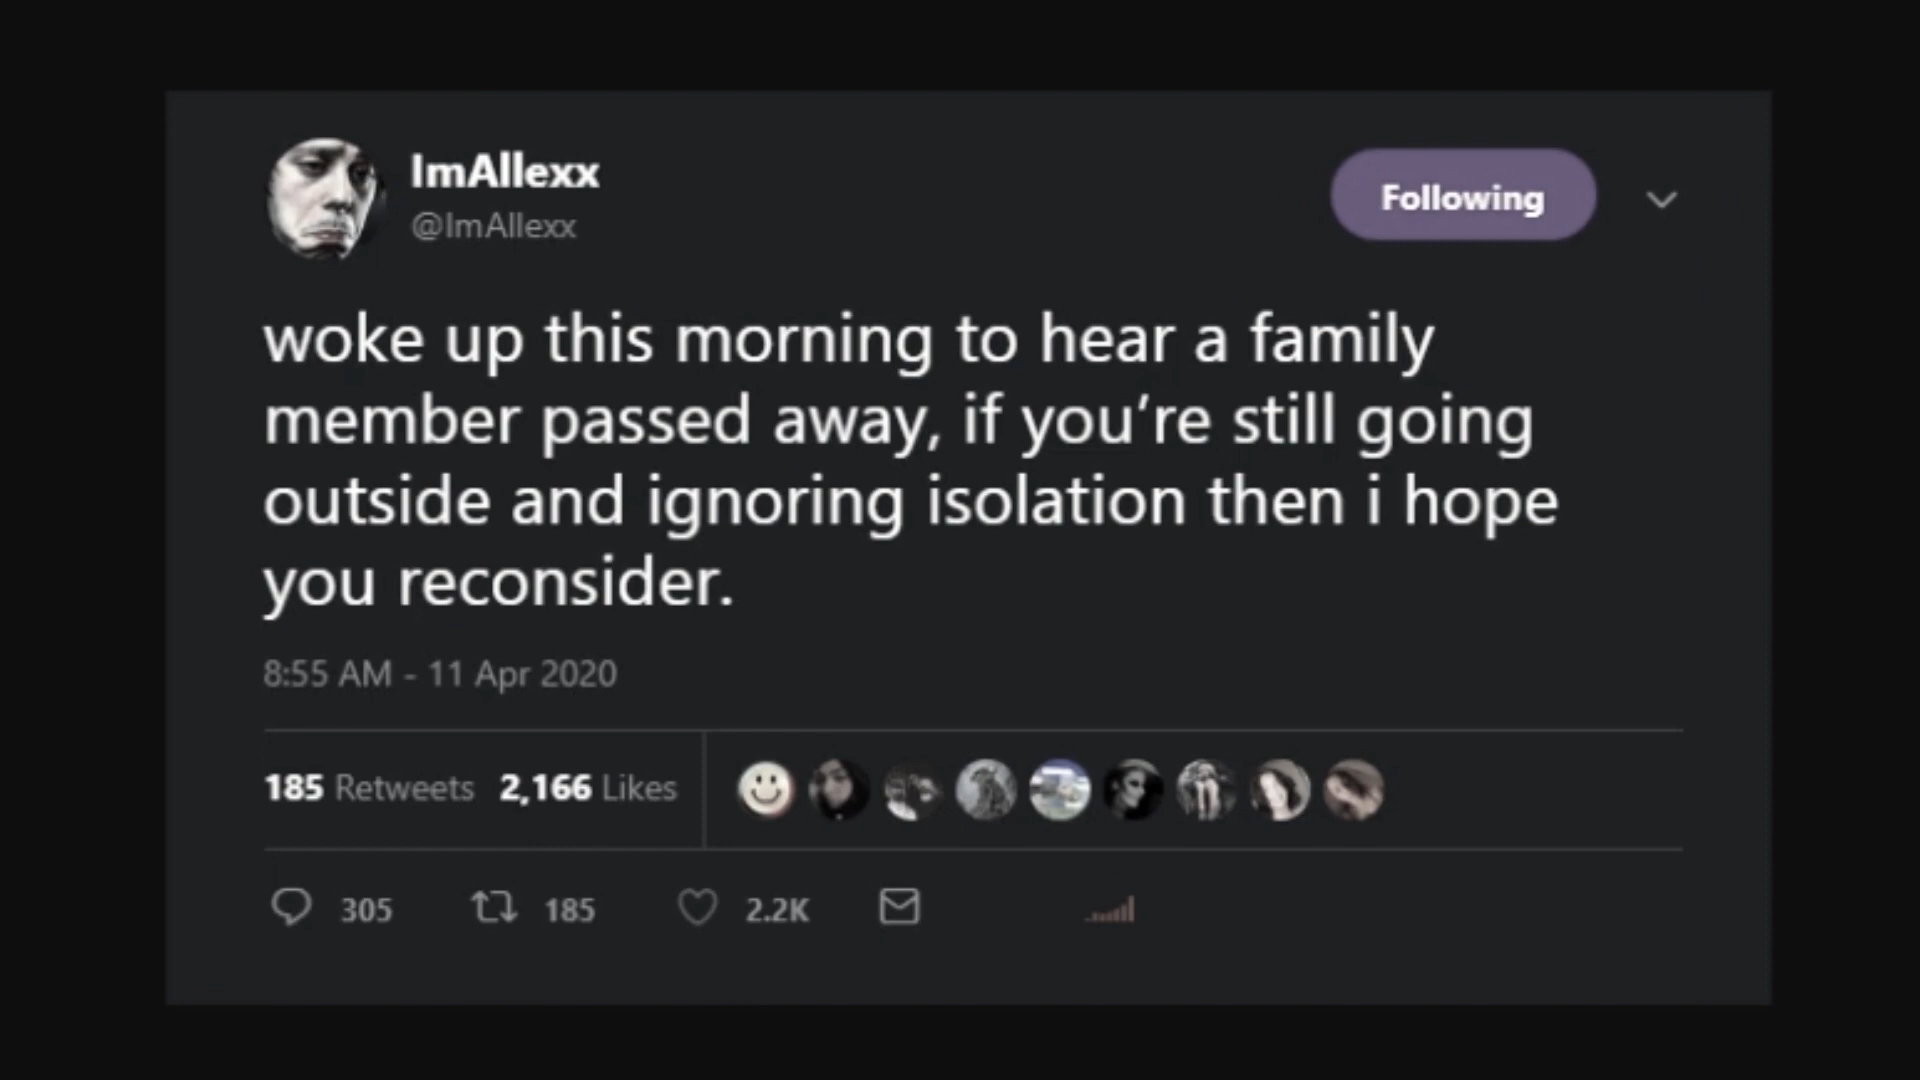 ImAllexx
@ImAllexx
Following
woke up this morning to hear a family
member passed away, if you’re still going
outside and ignoring isolation then i hope
you reconsider.
8:55 AM - 11 Apr 2020
185 Retweets 2,166 Likes
305 185 2.2K